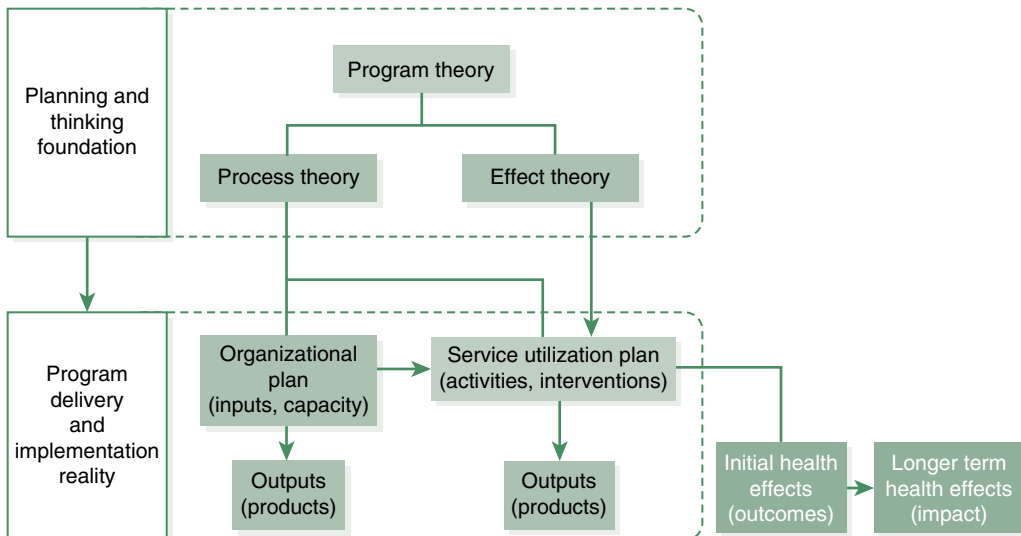 Planning and
thinking
foundation
Program theory
Process theory
Effect theory
Program
delivery
and
implementation
reality
Organizational
plan
(inputs, capacity)
Service utilization plan
(activities, interventions)
Outputs
(products)
Outputs
(products)
Initial health
effects
(outcomes)
Longer term
health effects
(impact)